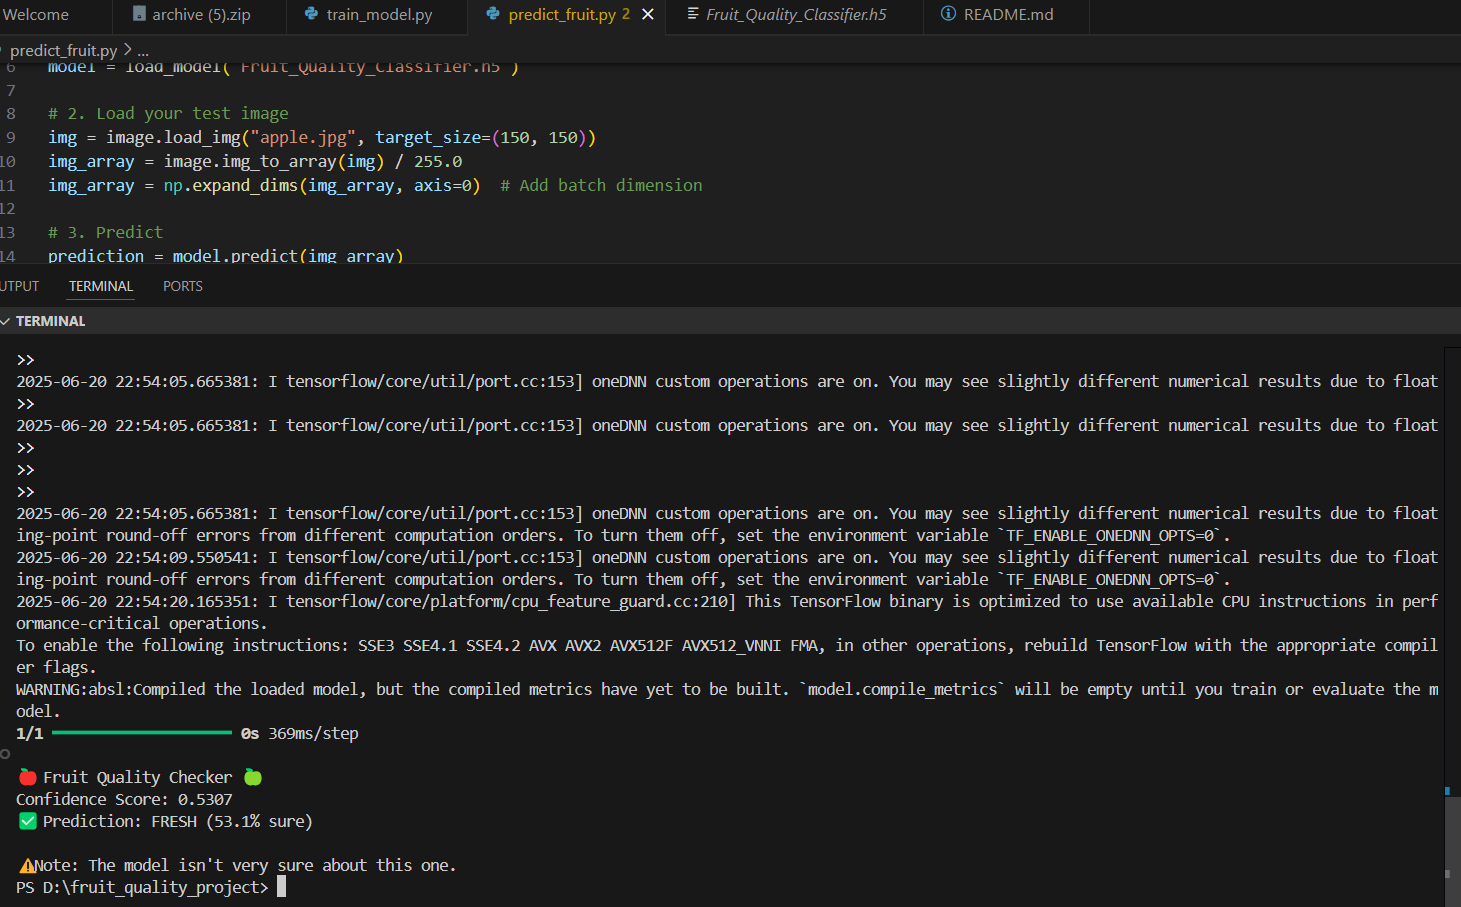 Welcome
archive (5).zip
train_model.py
predict_fruit.py 2
Fruit_Quality_Classifier.h5
README.md
predict_fruit.py > ...
6 model = load_model("Fruit_Quality_Classifier.h5")
7
8 # 2. Load your test image
9 img = image.load_img("apple.jpg", target_size=(150, 150))
10 img_array = image.img_to_array(img) / 255.0
11 img_array = np.expand_dims(img_array, axis=0)  # Add batch dimension
12
13 # 3. Predict
14 prediction = model.predict(img_array)
UTPUT TERMINAL PORTS
TERMINAL
>>
2025-06-20 22:54:05.665381: I tensorflow/core/util/port.cc:153] oneDNN custom operations are on. You may see slightly different numerical results due to float
>>
2025-06-20 22:54:05.665381: I tensorflow/core/util/port.cc:153] oneDNN custom operations are on. You may see slightly different numerical results due to float
>>
>>
>>
2025-06-20 22:54:05.665381: I tensorflow/core/util/port.cc:153] oneDNN custom operations are on. You may see slightly different numerical results due to float
ing-point round-off errors from different computation orders. To turn them off, set the environment variable `TF_ENABLE_ONEDNN_OPTS=0`.
2025-06-20 22:54:09.550541: I tensorflow/core/util/port.cc:153] oneDNN custom operations are on. You may see slightly different numerical results due to float
ing-point round-off errors from different computation orders. To turn them off, set the environment variable `TF_ENABLE_ONEDNN_OPTS=0`.
2025-06-20 22:54:20.165351: I tensorflow/core/platform/cpu_feature_guard.cc:210] This TensorFlow binary is optimized to use available CPU instructions in perf
ormance-critical operations.
To enable the following instructions: SSE3 SSE4.1 SSE4.2 AVX AVX2 AVX512F AVX512_VNNI FMA, in other operations, rebuild TensorFlow with the appropriate compil
er flags.
WARNING:absl:Compiled the loaded model, but the compiled metrics have yet to be built. `model.compile_metrics` will be empty until you train or evaluate the m
odel.
1/1 ━━━━━━━━━━━━━━━━━━━━ 0s 369ms/step
🍎 Fruit Quality Checker 🍏
Confidence Score: 0.5307
✅ Prediction: FRESH (53.1% sure)
⚠️Note: The model isn't very sure about this one.
PS D:\fruit_quality_project>